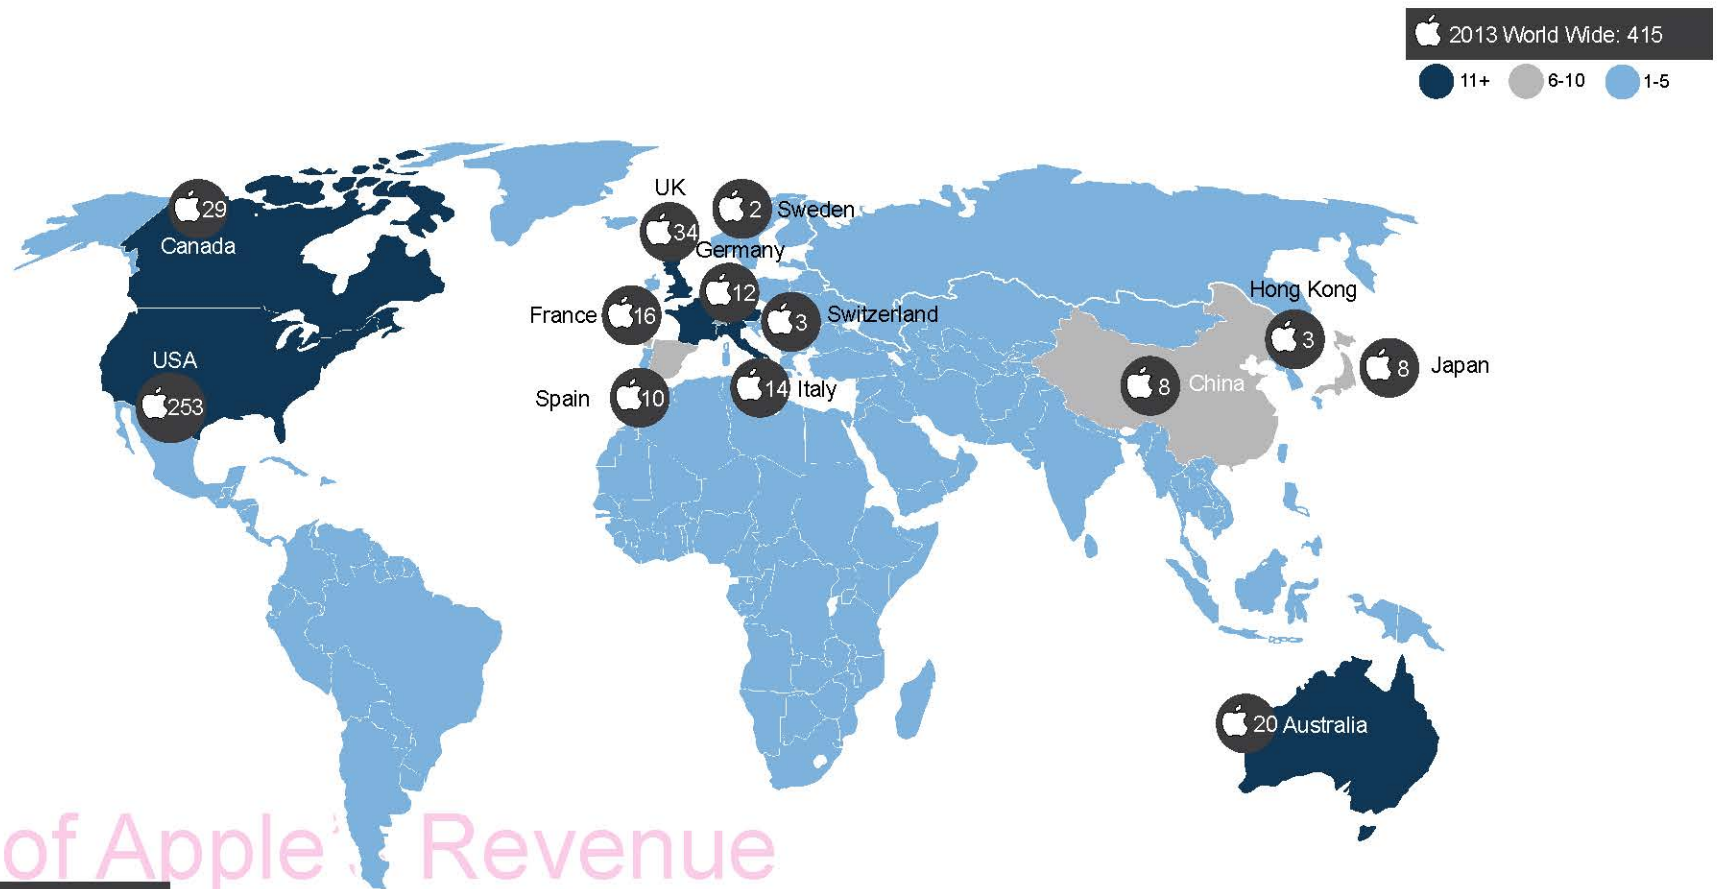 2013 World Wide: 415
11+ 6-10 1-5
29
Canada
USA
253
UK
34
2 Sweden
Germany
12
France 16
3 Switzerland
Spain 10
14 Italy
Hong Kong
3
8 China
8 Japan
20 Australia
of Apple's Revenue